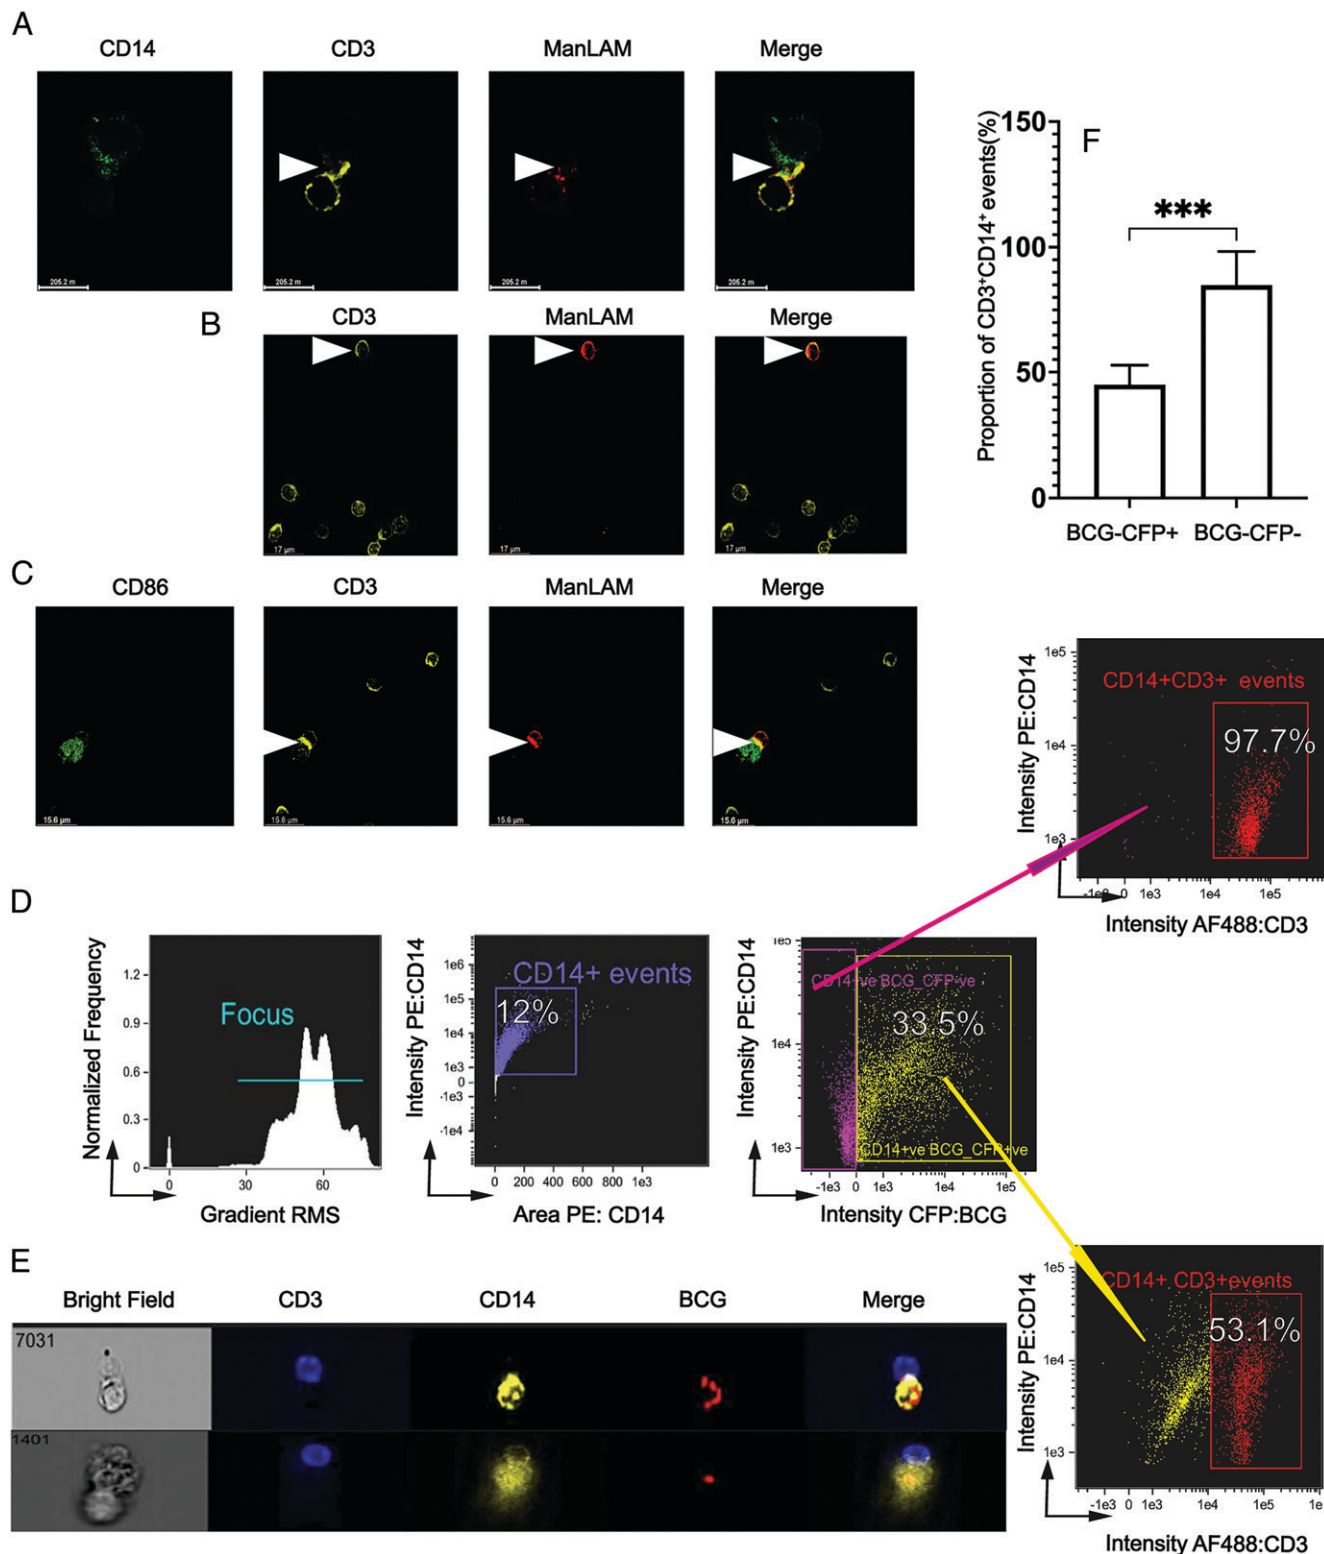 A
CD14 CD3 ManLAM Merge
205.2 m 205.2 m 205.2 m 205.2 m
B
CD3 ManLAM Merge
17 µm 17 µm 17 µm
C
CD86 CD3 ManLAM Merge
15.6 µm 15.6 µm 15.6 µm 15.6 µm
F
Proportion of CD3+CD14+ events(%)
150
100
50
0
***
BCG-CFP+ BCG-CFP-
Intensity PE:CD14
1e5
1e4
1e3
CD14+CD3+ events
97.7%
0 1e3 1e4 1e5
Intensity AF488:CD3
D
Normalized Frequency
1.2
0.9
0.6
0.3
0
Focus
0 30 60
Gradient RMS
Intensity PE:CD14
1e6
1e5
1e4
1e3
0
-1e3
-1e4
CD14+ events
12%
0 200 400 600 800 1e3
Area PE: CD14
Intensity PE:CD14
1e5
1e4
1e3
CD14+ve BCG_CFP-ve
33.5%
CD14+ve BCG_CFP+ve
-1e3 0 1e3 1e4 1e5
Intensity CFP:BCG
E
Bright Field CD3 CD14 BCG Merge
7031
1401
Intensity PE:CD14
1e5
1e4
1e3
CD14+ CD3+events
53.1%
-1e3 0 1e3 1e4 1e5
Intensity AF488:CD3